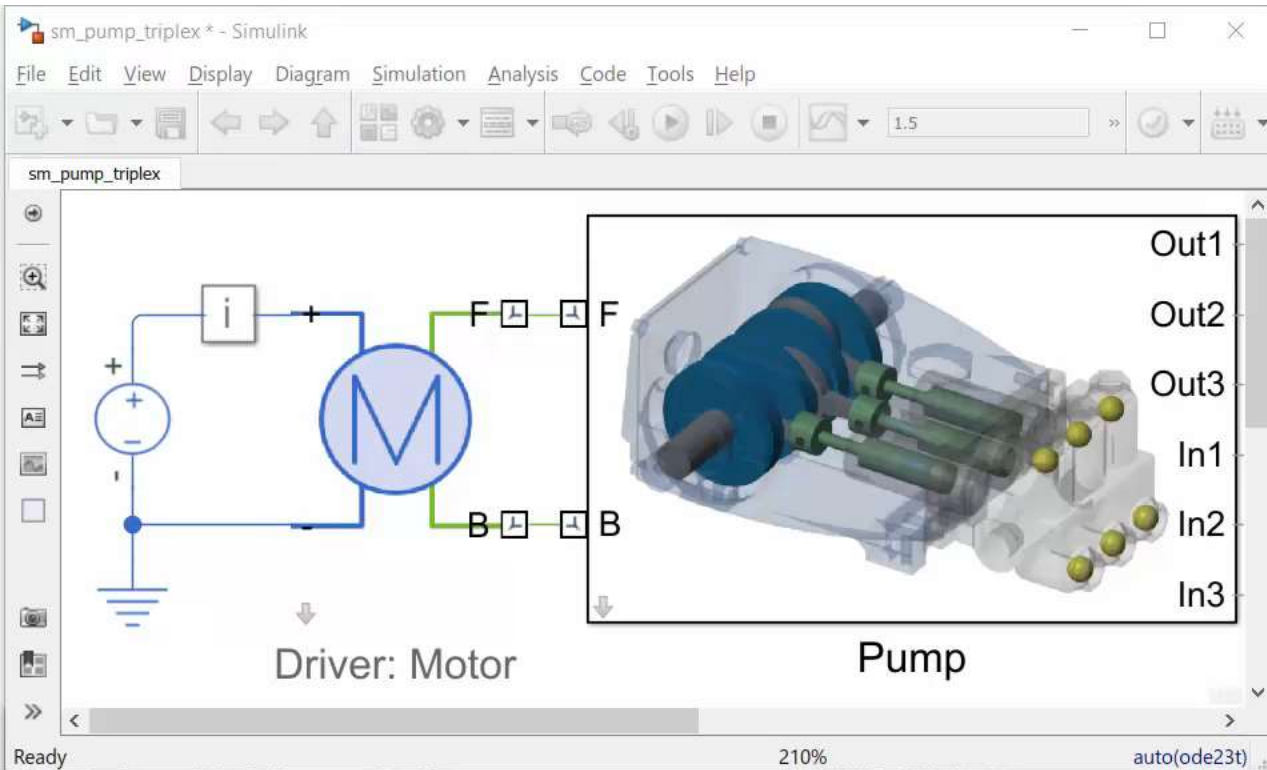 sm_pump_triplex * - Simulink
File Edit View Display Diagram Simulation Analysis Code Tools Help
1.5 »
sm_pump_triplex
Out1
i + F F Out2
+ M Out3
+
-
- In1
- B B In2
In3
Driver: Motor Pump
Ready 210% auto(ode23t)